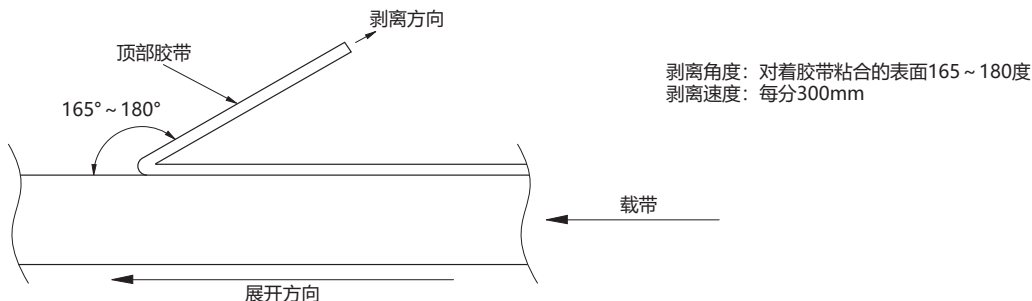 剥离方向
顶部胶带
165°～180°
剥离角度：对着胶带粘合的表面165～180度
剥离速度：每分300mm
载带
展开方向